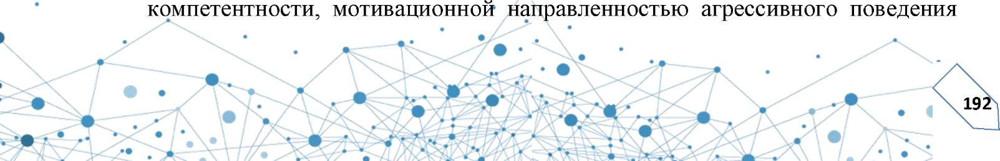 компетентности, мотивационной направленностью агрессивного поведения
192